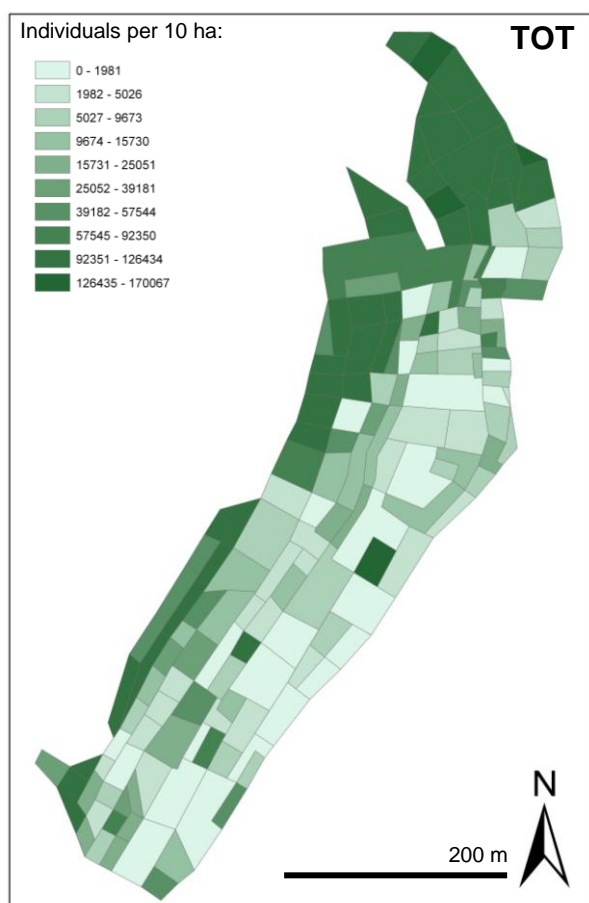 Individuals per 10 ha:
TOT
0 - 1981
1982 - 5026
5027 - 9673
9674 - 15730
15731 - 25051
25052 - 39181
39182 - 57544
57545 - 92350
92351 - 126434
126435 - 170067
N
200 m